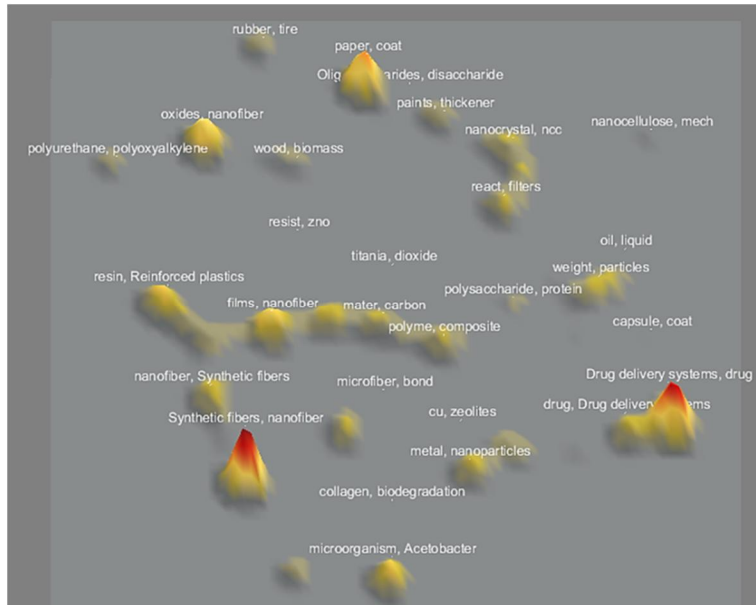 rubber, tire
paper, coat
Olig arides, disaccharide
paints, thickener
oxides, nanofiber
nanocrystal, ncc
nanocellulose, mech
polyurethane, polyoxyalkylene
wood, biomass
react, filters
resist, zno
oil, liquid
titania, dioxide
weight, particles
resin, Reinforced plastics
polysaccharide, protein
films, nanofiber
mater, carbon
capsule, coat
polyme, composite
nanofiber, Synthetic fibers
microfiber, bond
Drug delivery systems, drug
drug, Drug delivery ems
Synthetic fibers, nanofiber
cu, zeolites
metal, nanoparticles
collagen, biodegradation
microorganism, Acetobacter